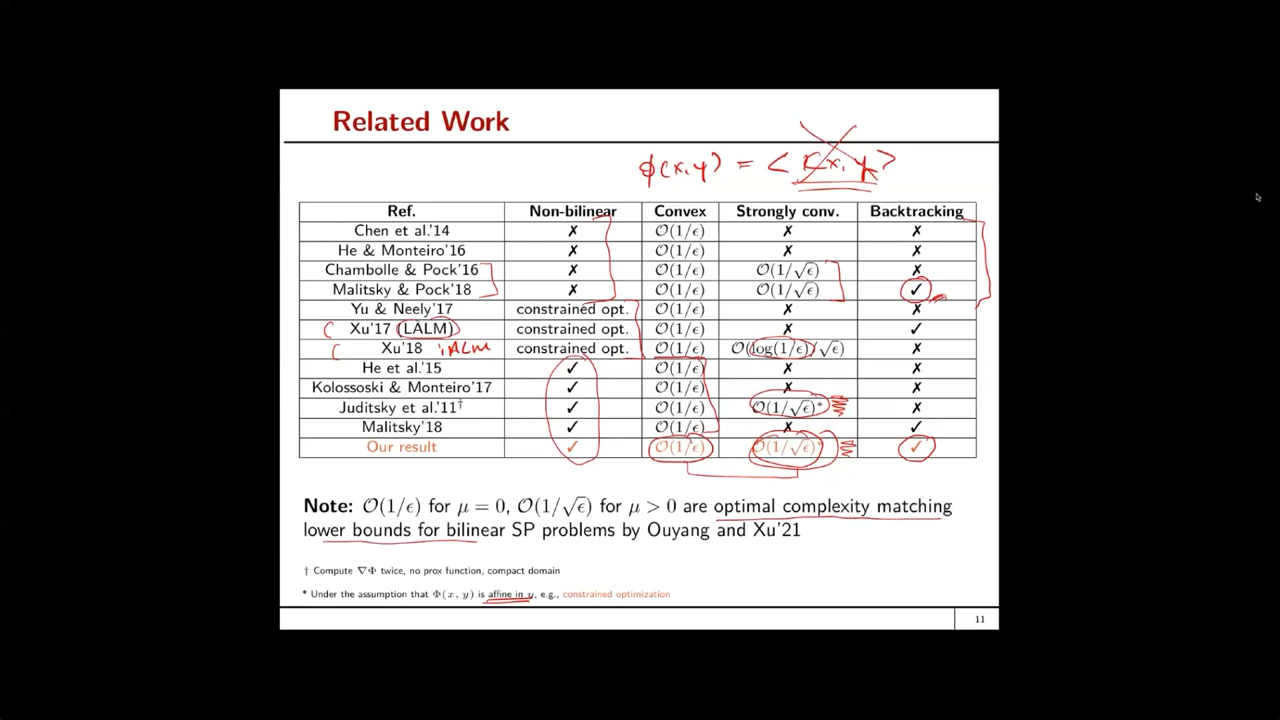 Related Work
ϕ(x,y) = <Kx, y>
Ref. Non-bilinear Convex Strongly conv. Backtracking
Chen et al.'14 ✗ O(1/ϵ) ✗ ✗
He & Monteiro'16 ✗ O(1/ϵ) ✗ ✗
Chambolle & Pock'16 ✗ O(1/ϵ) O(1/√ϵ) ✗
Malitsky & Pock'18 ✗ O(1/ϵ) O(1/√ϵ) ✓
Yu & Neely'17 constrained opt. O(1/ϵ) ✗ ✗
Xu'17 (LALM) constrained opt. O(1/ϵ) ✗ ✓
Xu'18 iALM constrained opt. O(1/ϵ) O(log(1/ϵ)/√ϵ) ✗
He et al.'15 ✓ O(1/ϵ) ✗ ✗
Kolossoski & Monteiro'17 ✓ O(1/ϵ) ✗ ✗
Juditsky et al.'11† ✓ O(1/ϵ) O(1/√ϵ)* ✗
Malitsky'18 ✓ O(1/ϵ) ✗ ✓
Our result ✓ O(1/ϵ) O(1/√ϵ)* ✓
Note: O(1/ϵ) for μ = 0, O(1/√ϵ) for μ > 0 are optimal complexity matching
lower bounds for bilinear SP problems by Ouyang and Xu'21
† Compute ∇Φ twice, no prox function, compact domain
* Under the assumption that Φ(x, y) is affine in y, e.g., constrained optimization
11